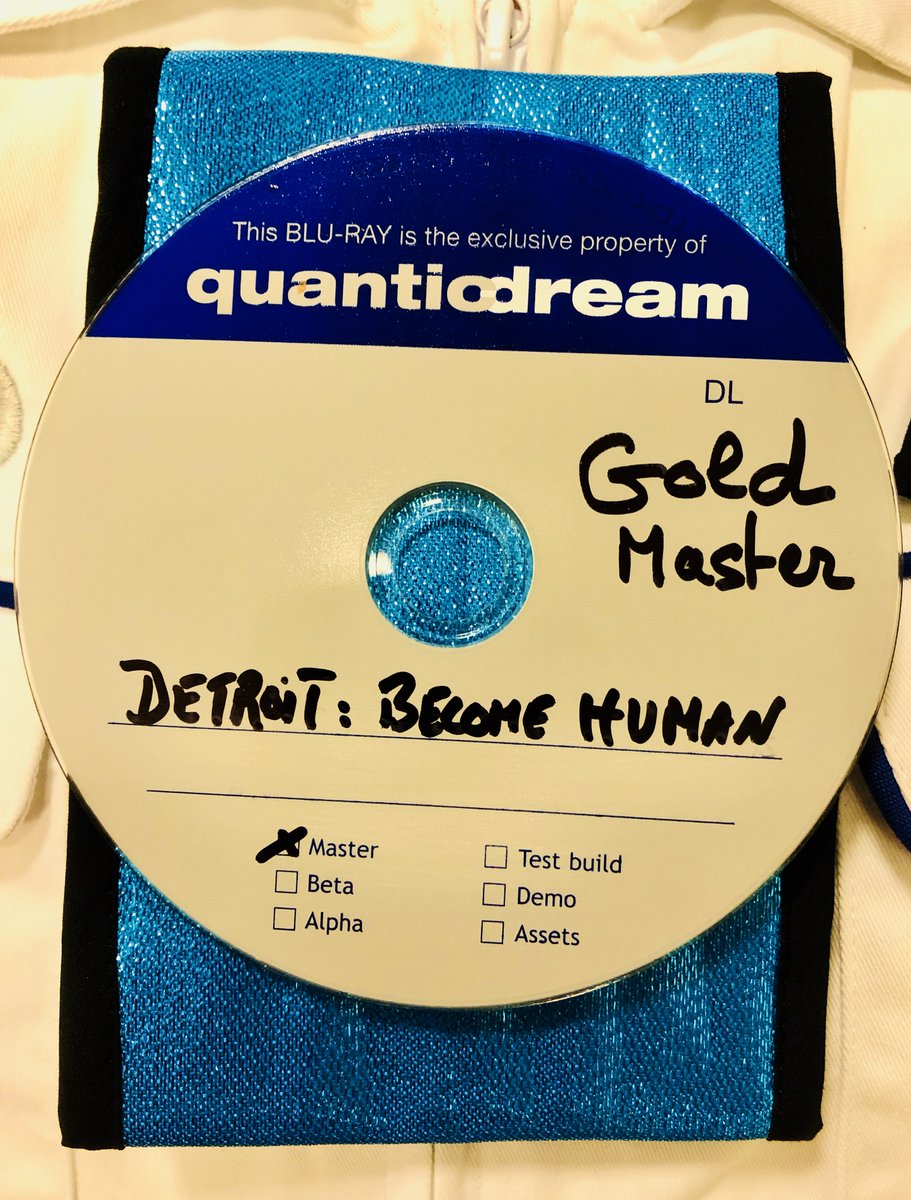 This BLU-RAY is the exclusive property of
quanticdream
DL
Gold
Master
DETROiT: BECOME HUMAN
Master
Test build
Beta
Demo
Alpha
Assets